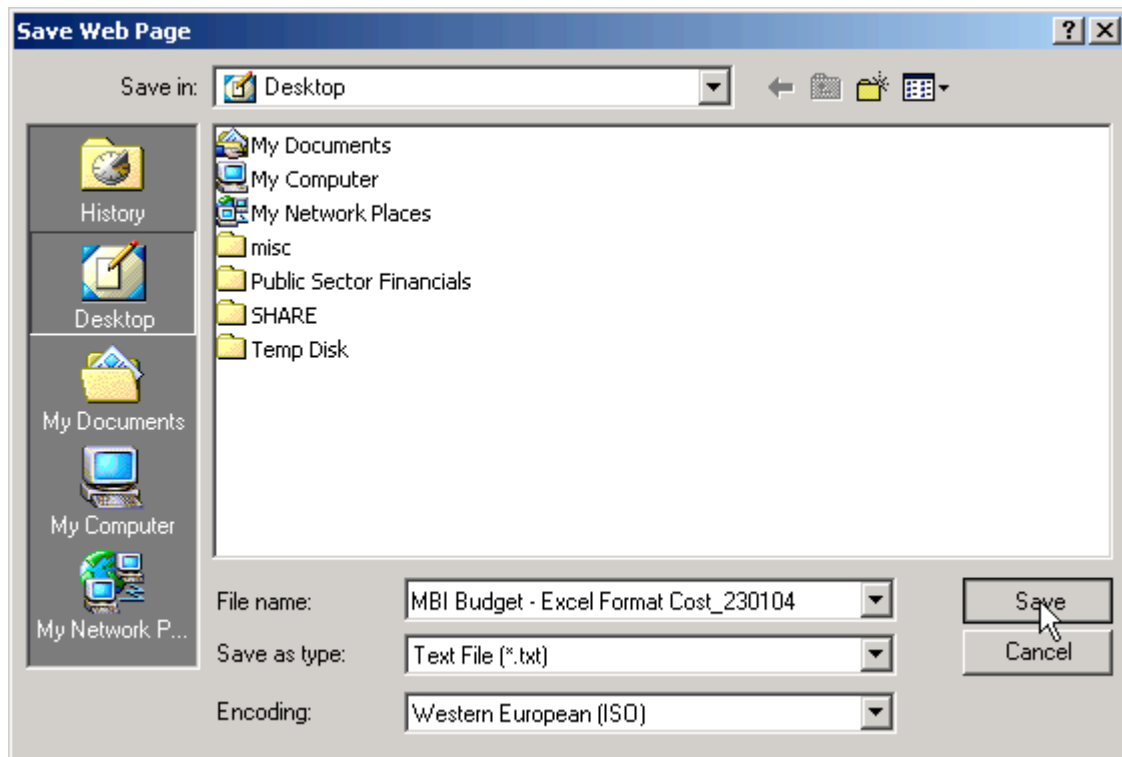 Save Web Page
Save in: Desktop
History
Desktop
My Documents
My Computer
My Network P...
My Documents
My Computer
My Network Places
misc
Public Sector Financials
SHARE
Temp Disk
File name: MBI Budget - Excel Format Cost_230104 Save
Save as type: Text File (*.txt) Cancel
Encoding: Western European (ISO)